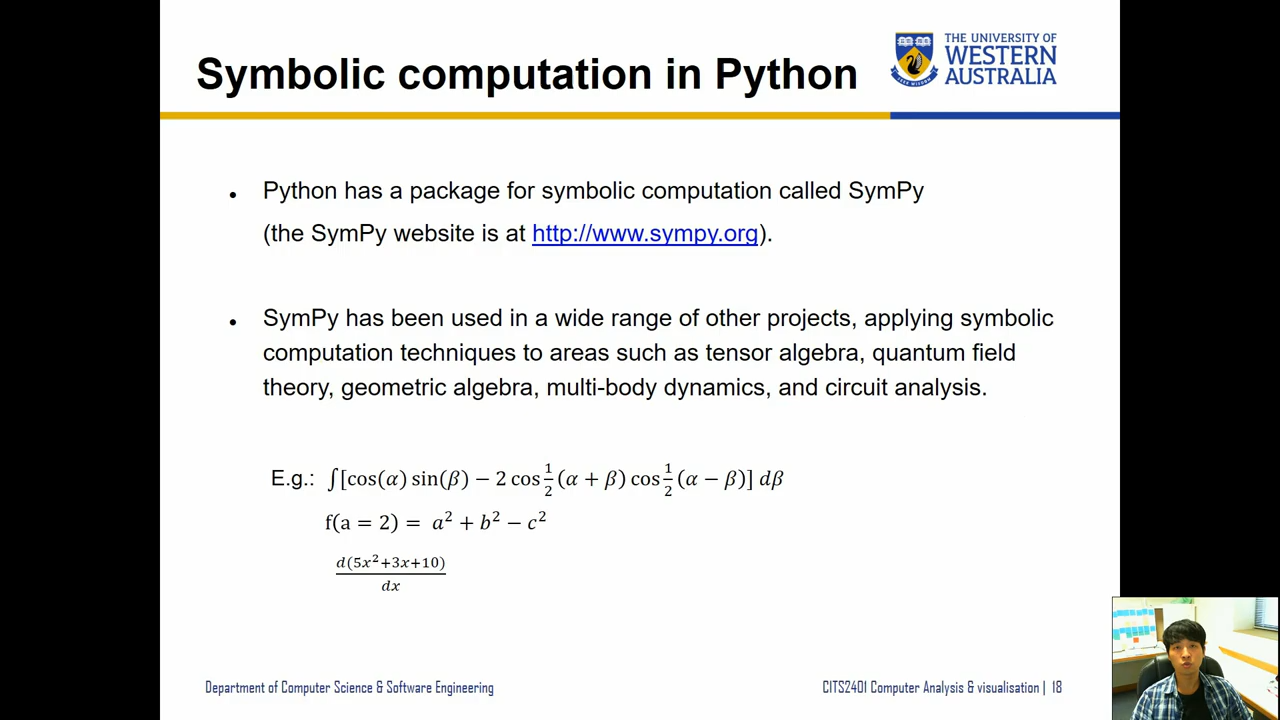 THE UNIVERSITY OF
WESTERN
AUSTRALIA
Symbolic computation in Python
• Python has a package for symbolic computation called SymPy
(the SymPy website is at http://www.sympy.org).
• SymPy has been used in a wide range of other projects, applying symbolic
computation techniques to areas such as tensor algebra, quantum field
theory, geometric algebra, multi-body dynamics, and circuit analysis.
E.g.: ∫[cos(α) sin(β) − 2 cos 1/2 (α + β) cos 1/2 (α − β)] dβ
f(a = 2) = a² + b² − c²
d(5x²+3x+10)
dx
Department of Computer Science & Software Engineering
CITS2401 Computer Analysis & visualisation | 18